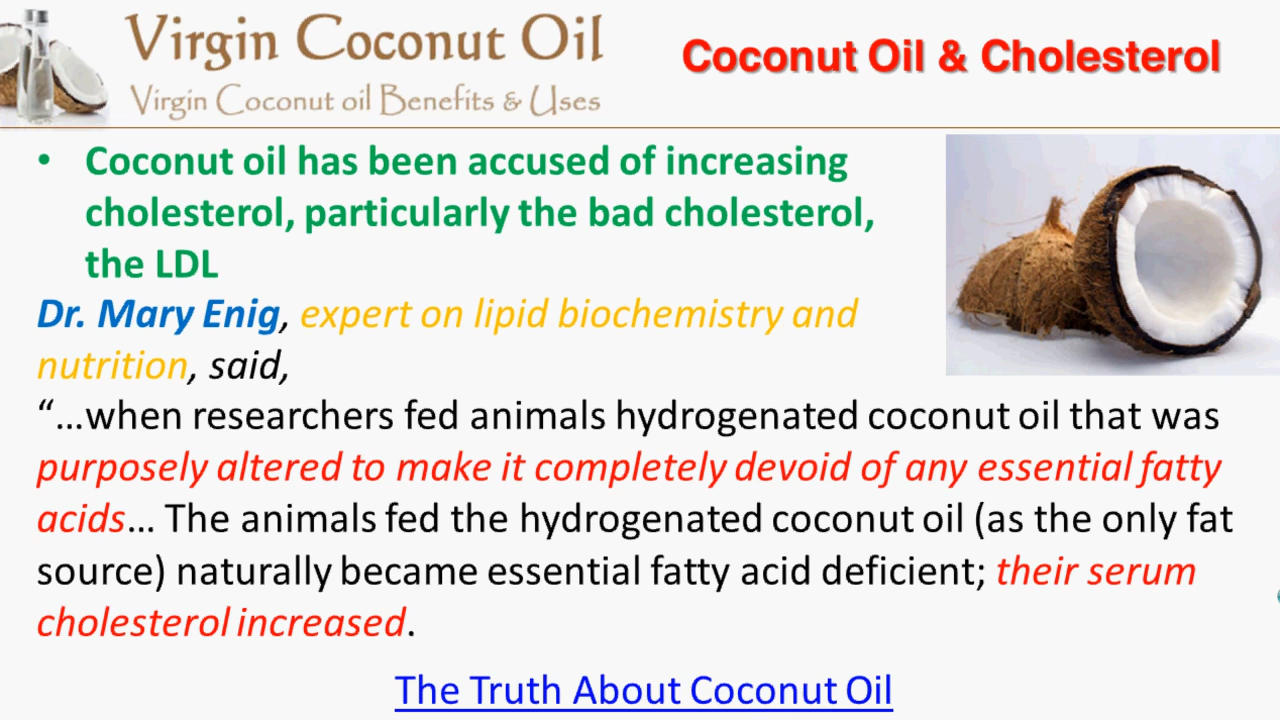 Virgin Coconut Oil
Virgin Coconut oil Benefits & Uses
Coconut Oil & Cholesterol
• Coconut oil has been accused of increasing
cholesterol, particularly the bad cholesterol,
the LDL
Dr. Mary Enig, expert on lipid biochemistry and
nutrition, said,
“…when researchers fed animals hydrogenated coconut oil that was
purposely altered to make it completely devoid of any essential fatty
acids… The animals fed the hydrogenated coconut oil (as the only fat
source) naturally became essential fatty acid deficient; their serum
cholesterol increased.
The Truth About Coconut Oil